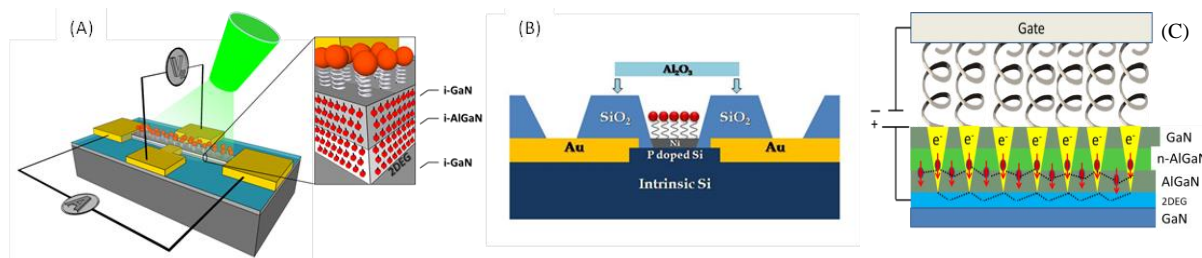 (A)
V
A
i-GaN
i-AlGaN
i-GaN
2DEG
(B)
Al₂O₃
SiO₂
SiO₂
Ni
Au
P doped Si
Au
Intrinsic Si
(C)
Gate
−
+
e⁻ e⁻ e⁻ e⁻ e⁻ e⁻ e⁻
GaN
n-AlGaN
AlGaN
2DEG
GaN